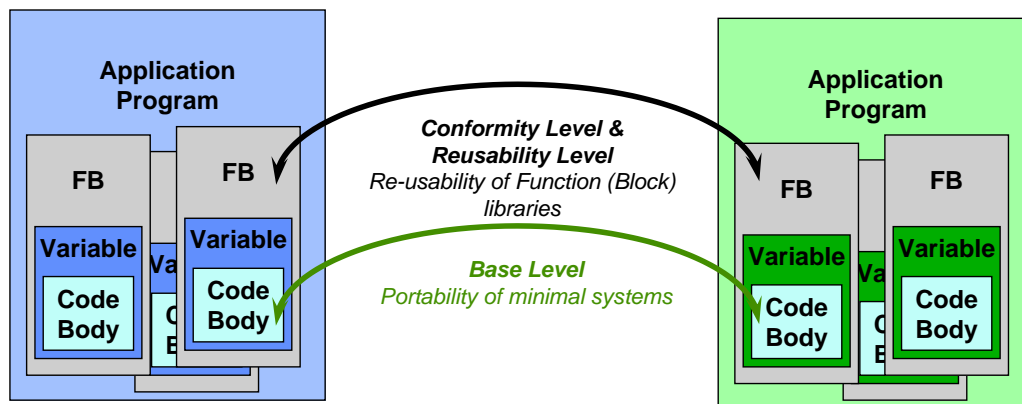 Application
Program
FB
Variable
Code
Body
FB
Variable
Code
Body
Conformity Level &
Reusability Level
Re-usability of Function (Block)
libraries
Base Level
Portability of minimal systems
Application
Program
FB
Variable
Code
Body
FB
Variable
Code
Body